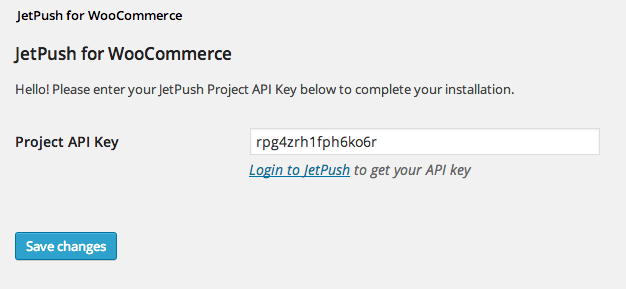 JetPush for WooCommerce
JetPush for WooCommerce
Hello! Please enter your JetPush Project API Key below to complete your installation.
Project API Key
rpg4zrh1fph6ko6r
Login to JetPush to get your API key
Save changes